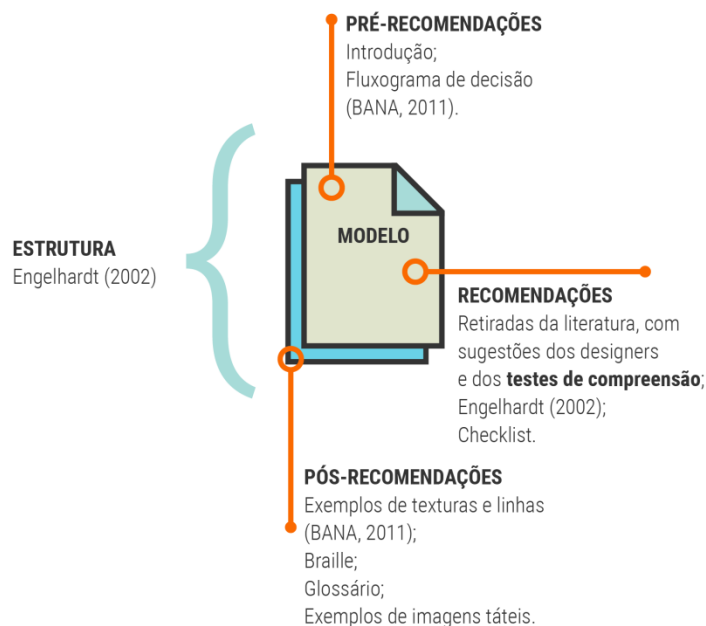 PRÉ-RECOMENDAÇÕES
Introdução;
Fluxograma de decisão
(BANA, 2011).
ESTRUTURA
Engelhardt (2002)
MODELO
RECOMENDAÇÕES
Retiradas da literatura, com
sugestões dos designers
e dos testes de compreensão;
Engelhardt (2002);
Checklist.
PÓS-RECOMENDAÇÕES
Exemplos de texturas e linhas
(BANA, 2011);
Braille;
Glossário;
Exemplos de imagens táteis.